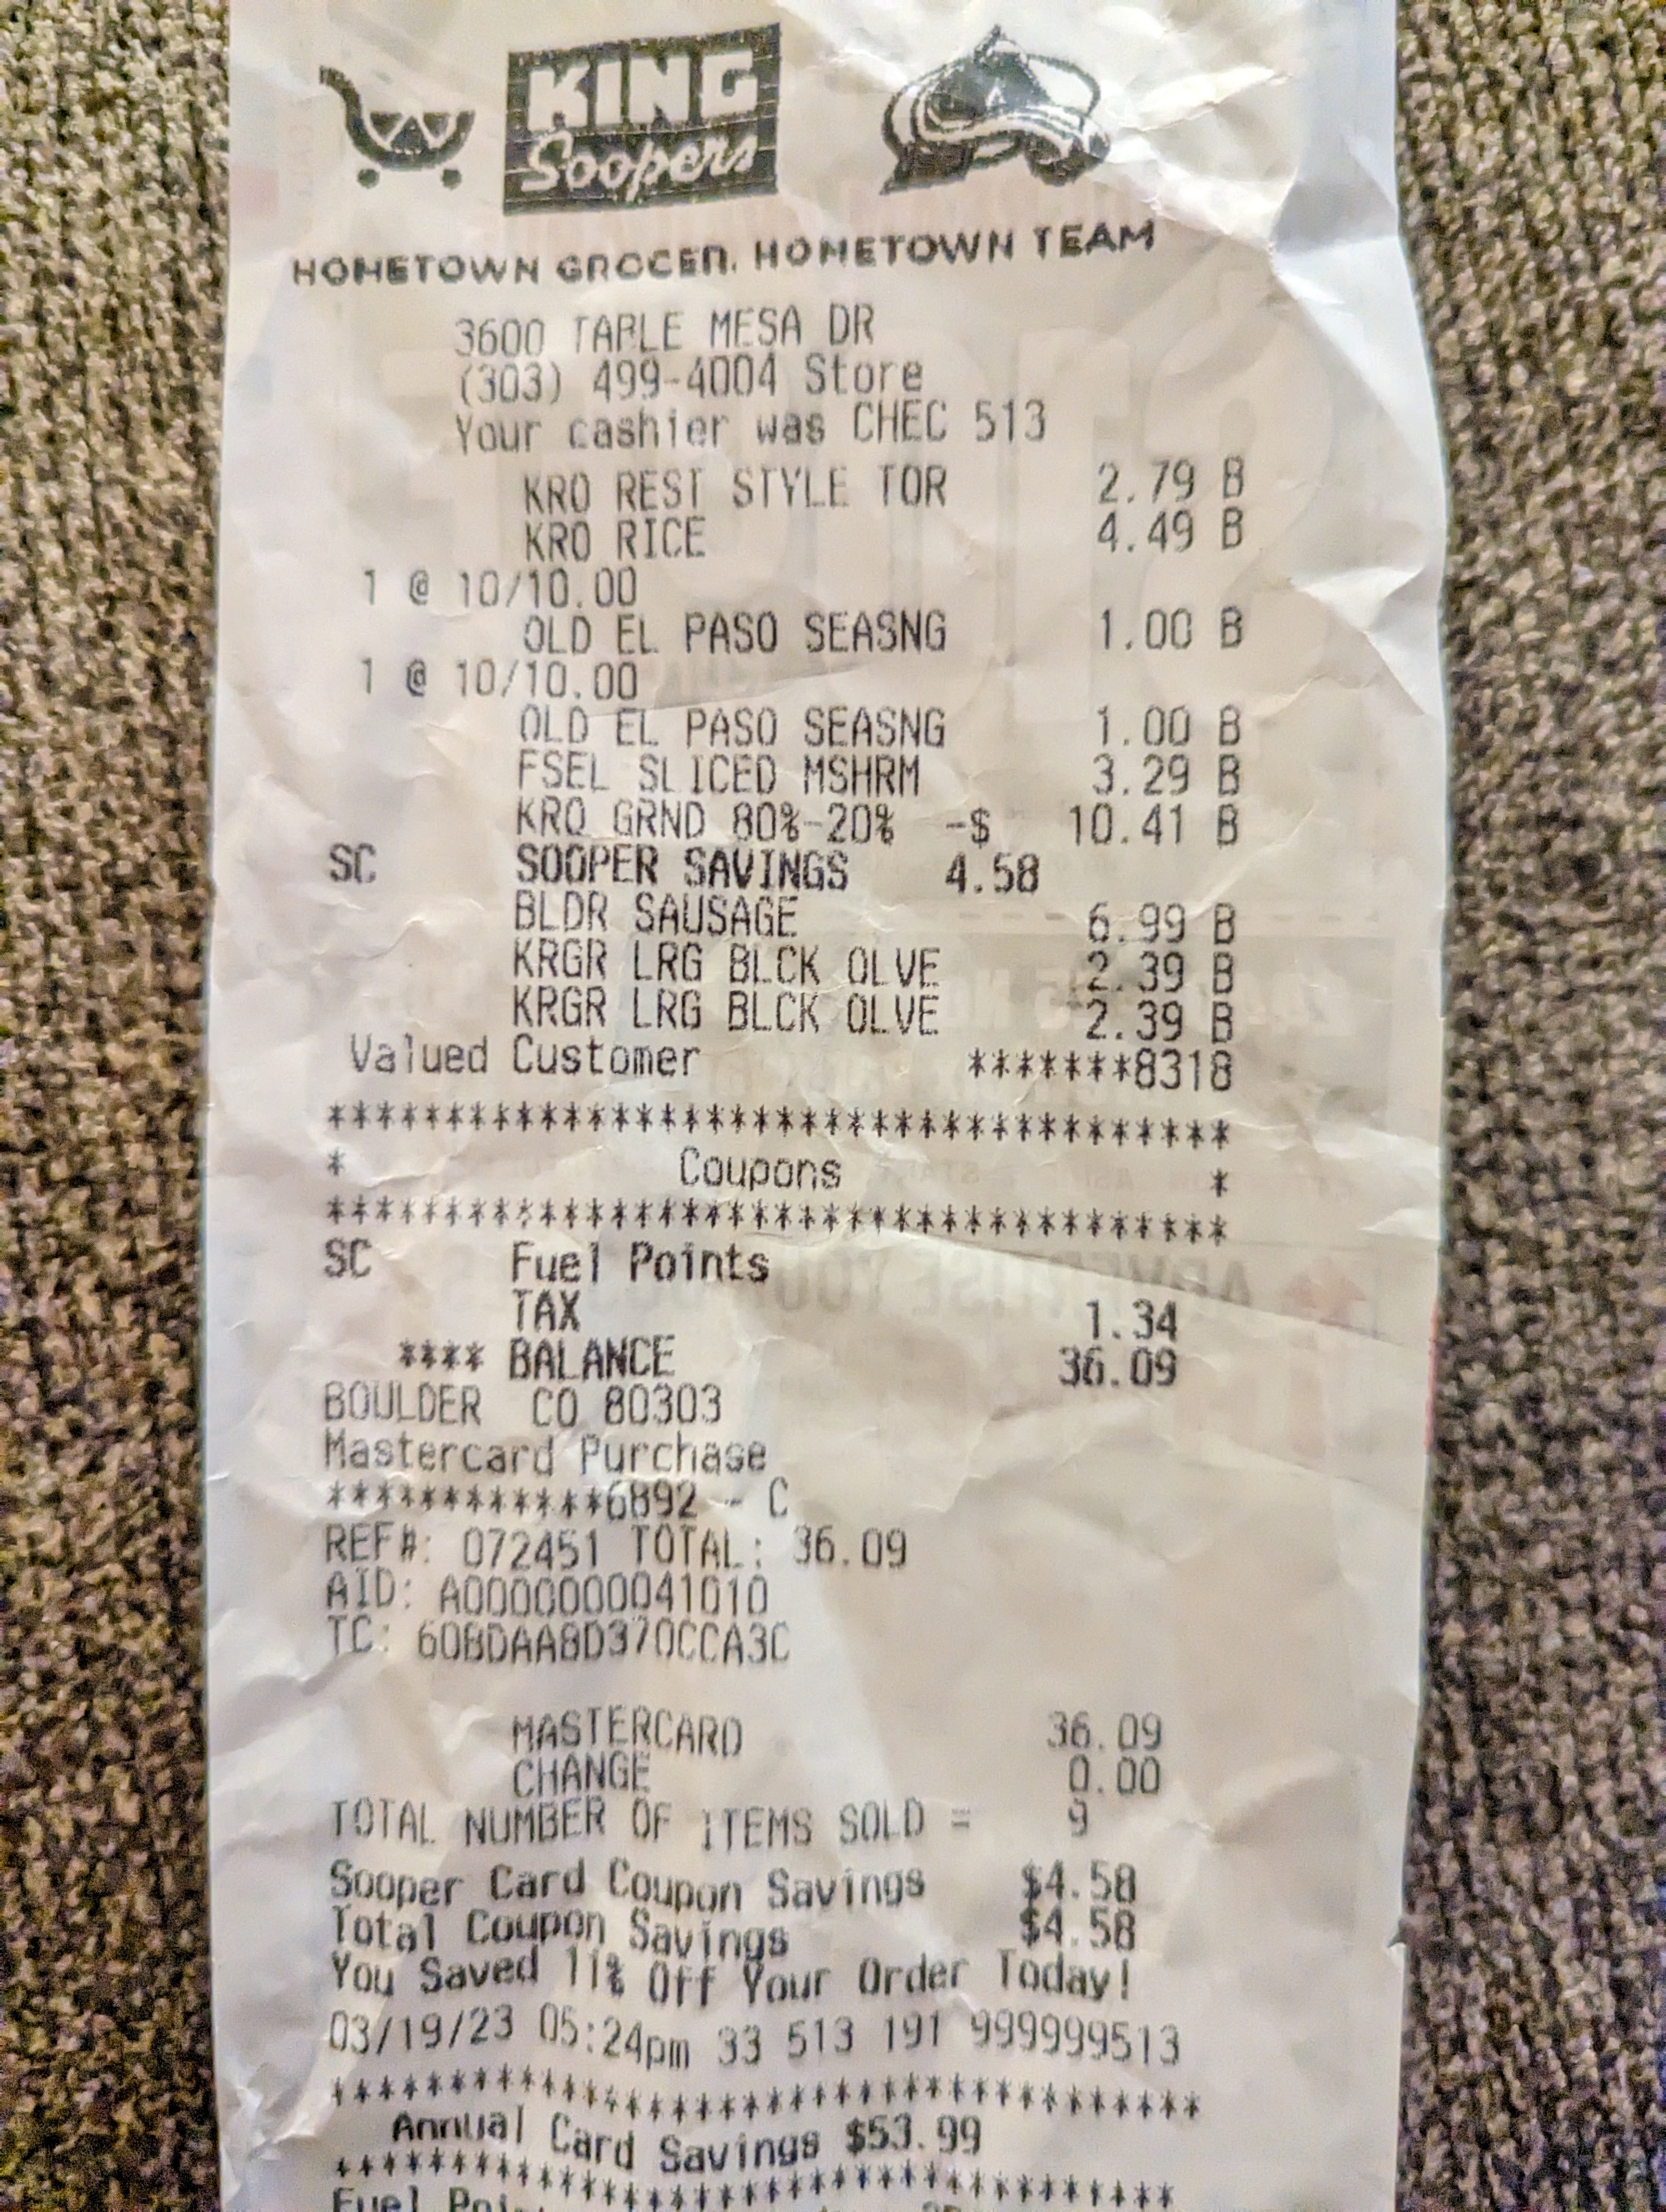 KING
Soopers
HOMETOWN GROCER. HOMETOWN TEAM
3600 TABLE MESA DR
(303) 499-4004 Store
Your cashier was CHEC 513
KRO REST STYLE TOR 2.79 B
KRO RICE 4.49 B
1 @ 10/10.00
OLD EL PASO SEASNG 1.00 B
1 @ 10/10.00
OLD EL PASO SEASNG 1.00 B
FSEL SLICED MSHRM 3.29 B
KRO GRND 80%-20% -$ 10.41 B
SC SOOPER SAVINGS 4.58
BLDR SAUSAGE 6.99 B
KRGR LRG BLCK OLVE 2.39 B
KRGR LRG BLCK OLVE 2.39 B
Valued Customer *******8318
**************************************
* Coupons *
**************************************
SC Fuel Points
TAX 1.34
**** BALANCE 36.09
BOULDER CO 80303
Mastercard Purchase
************6892 - C
REF#: 072451 TOTAL: 36.09
AID: A0000000041010
TC: 60BDAA8D370CCA3C
MASTERCARD 36.09
CHANGE 0.00
TOTAL NUMBER OF ITEMS SOLD = 9
Sooper Card Coupon Savings $4.58
Total Coupon Savings $4.58
You Saved 11% Off Your Order Today!
03/19/23 05:24pm 33 513 191 999999513
**************************************
Annual Card Savings $53.99
**************************************
Fuel